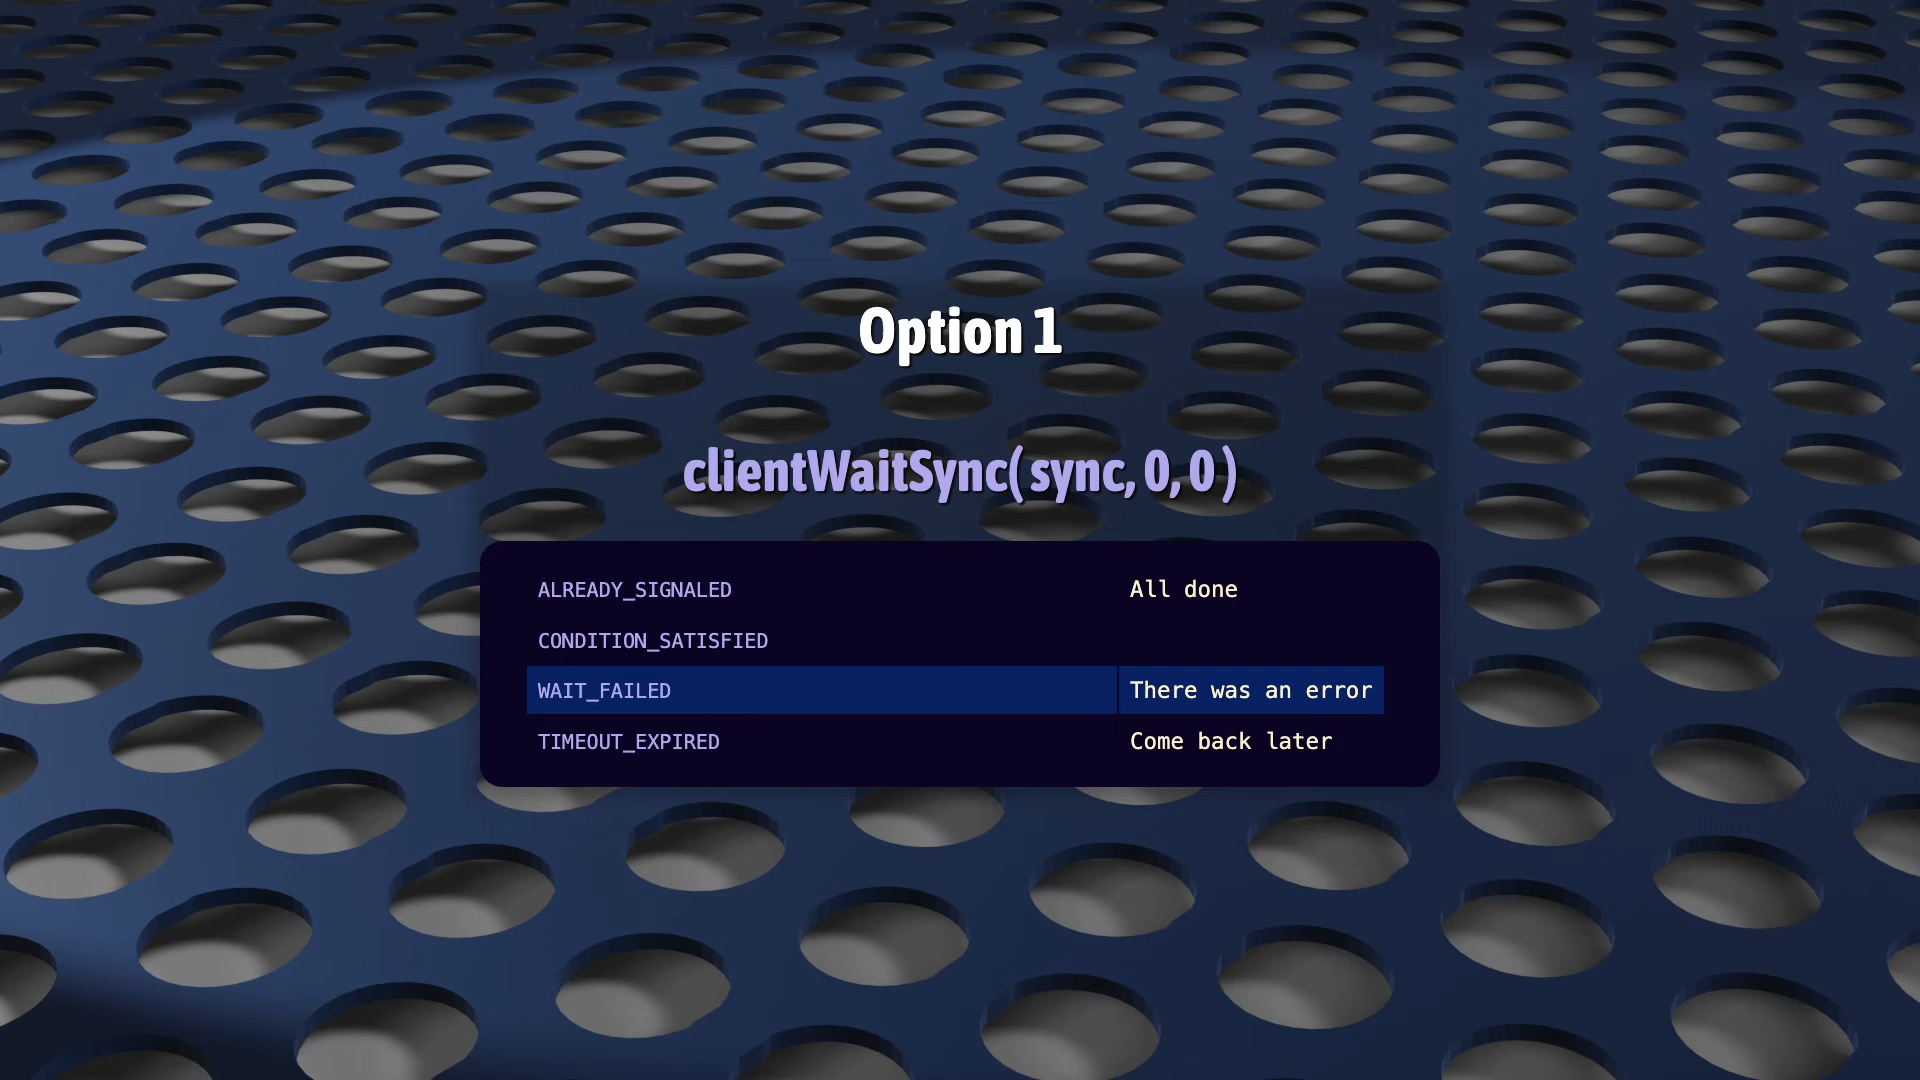 Option 1
clientWaitSync( sync, 0, 0 )
ALREADY_SIGNALED All done
CONDITION_SATISFIED
WAIT_FAILED There was an error
TIMEOUT_EXPIRED Come back later